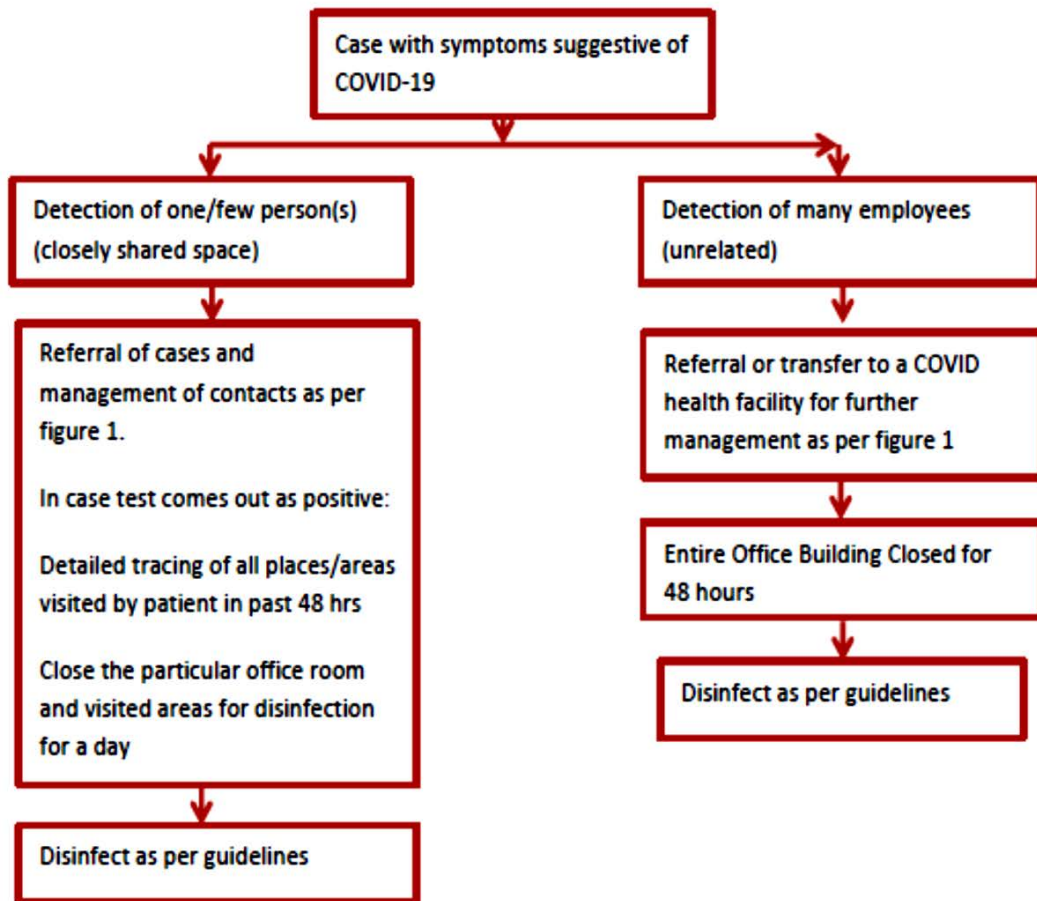 Case with symptoms suggestive of
COVID-19
Detection of one/few person(s)
(closely shared space)
Referral of cases and
management of contacts as per
figure 1.
In case test comes out as positive:
Detailed tracing of all places/areas
visited by patient in past 48 hrs
Close the particular office room
and visited areas for disinfection
for a day
Disinfect as per guidelines
Detection of many employees
(unrelated)
Referral or transfer to a COVID
health facility for further
management as per figure 1
Entire Office Building Closed for
48 hours
Disinfect as per guidelines